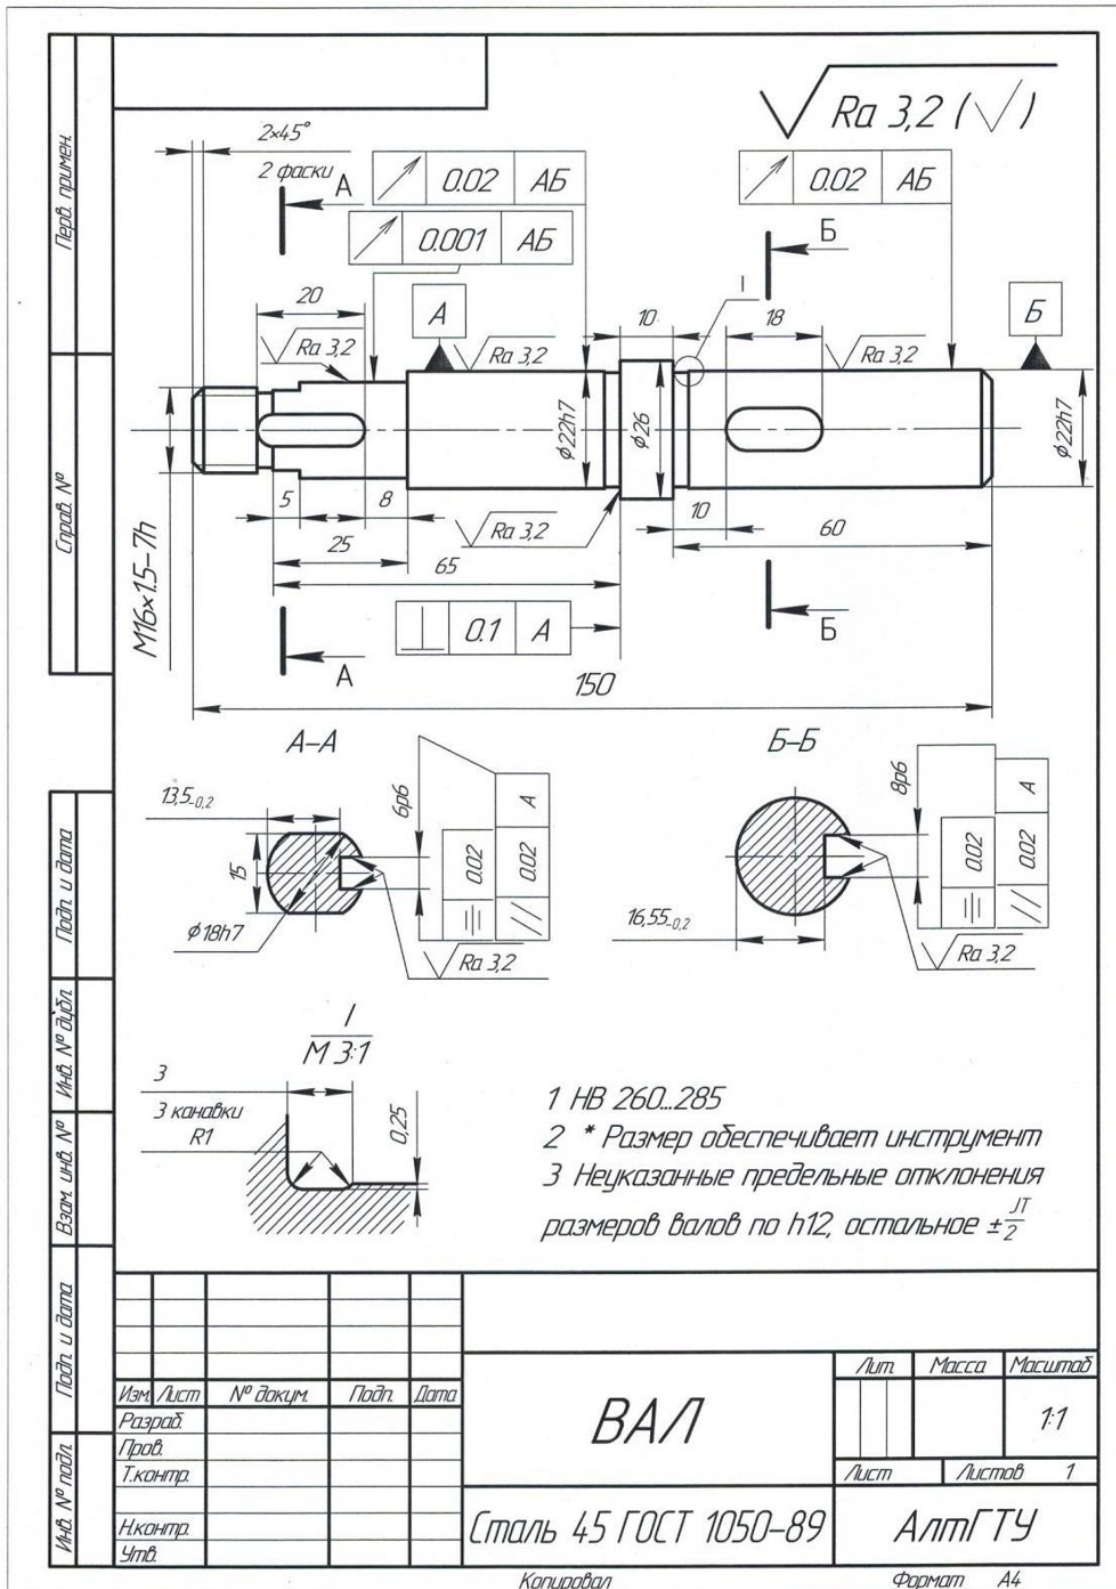 Перв. примен.
Справ. №
Подп. и дата
Инв. № дубл.
Взам. инв. №
Подп. и дата
Инв. № подл.
√Ra 3,2 (√)
2×45°
2 фаски
А
0.02 АБ
0.001 АБ
0.02 АБ
Б
I
20
А
10
18
Б
Ra 3,2
Ra 3,2
Ra 3,2
M16×1.5–7h
ϕ22h7
ϕ26
ϕ22h7
5
8
Ra 3,2
10
25
60
65
⊥ 0.1 А
А
Б
150
А–А
Б–Б
13,5-0,2
15
ϕ18h7
6р6
0.02
// 0.02 А
Ra 3,2
16,55-0,2
8р6
0.02
// 0.02 А
Ra 3,2
I
М 3:1
3
3 канавки
R1
0,25
1 НВ 260...285
2 * Размер обеспечивает инструмент
3 Неуказанные предельные отклонения
размеров валов по h12, остальное ±JT/2
Изм. Лист № докум. Подп. Дата
Разраб.
Пров.
Т.контр.
Н.контр.
Утв.
ВАЛ
Лит. Масса Масштаб
1:1
Лист Листов 1
Сталь 45 ГОСТ 1050-89
АлтГТУ
Копировал Формат А4